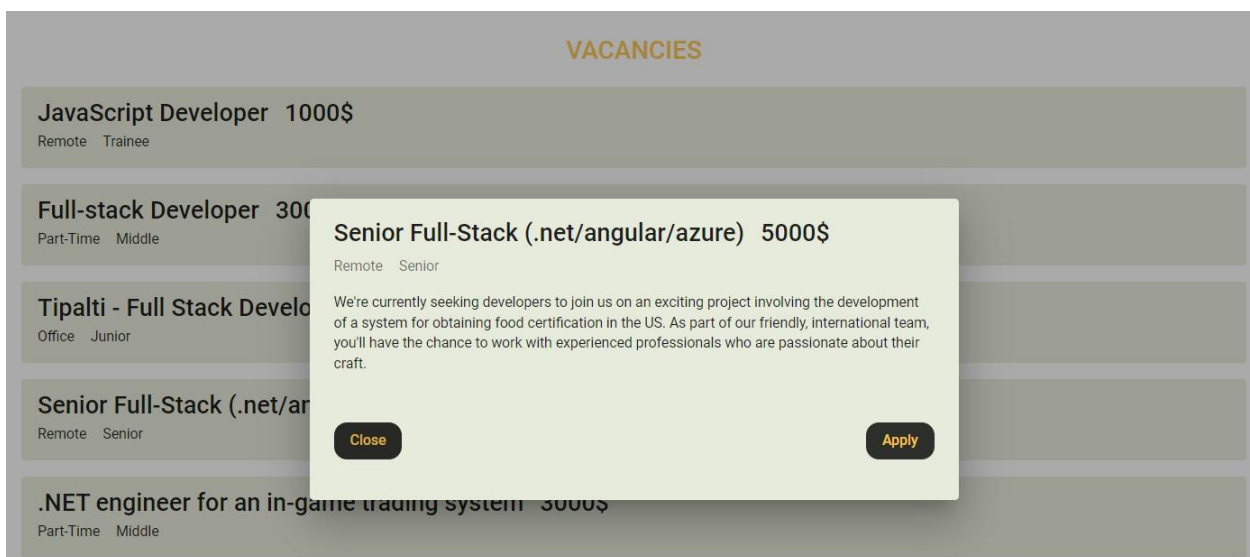 VACANCIES
JavaScript Developer 1000$
Remote Trainee
Full-stack Developer
Part-Time Middle
Tipalti - Full Stack
Office Junior
Senior Full-Stack
Remote Senior
.NET engineer for an in-game trading system 3000$
Part-Time Middle
Senior Full-Stack (.net/angular/azure) 5000$
Remote Senior
We're currently seeking developers to join us on an exciting project involving the development
of a system for obtaining food certification in the US. As part of our friendly, international team,
you'll have the chance to work with experienced professionals who are passionate about their
craft.
Close Apply